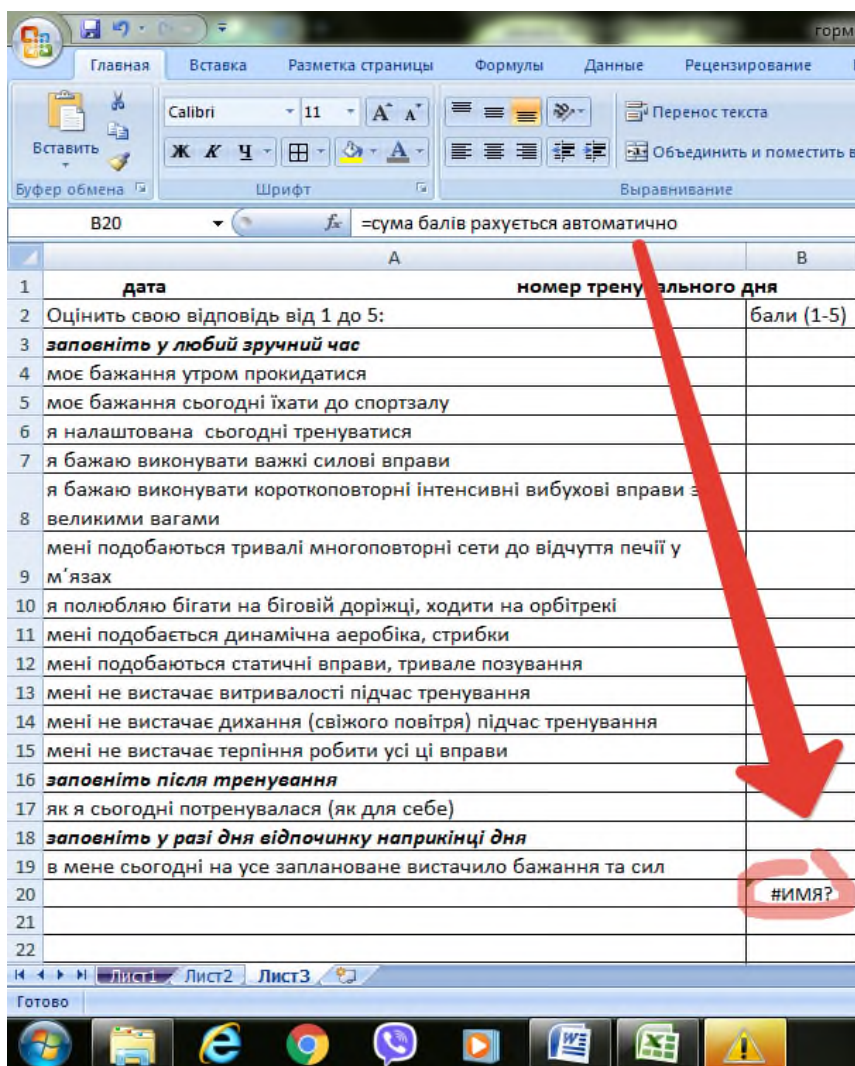 горм
Главная Вставка Разметка страницы Формулы Данные Рецензирование
Calibri 11 A A Перенос текста
Вставить Ж К Ч А Объединить и поместить в
Буфер обмена Шрифт Выравнивание
B20 fx =сума балів рахується автоматично
A B
1 дата номер тренувального дня
2 Оцінить свою відповідь від 1 до 5: бали (1-5)
3 заповніть у любий зручний час
4 моє бажання утром прокидатися
5 моє бажання сьогодні їхати до спортзалу
6 я налаштована сьогодні тренуватися
7 я бажаю виконувати важкі силові вправи
я бажаю виконувати короткоповторні інтенсивні вибухові вправи з
8 великими вагами
мені подобаються тривалі многоповторні сети до відчуття печії у
9 м′язах
10 я полюбляю бігати на біговій доріжці, ходити на орбітрекі
11 мені подобається динамічна аеробіка, стрибки
12 мені подобаються статичні вправи, тривале позування
13 мені не вистачає витривалості підчас тренування
14 мені не вистачає дихання (свіжого повітря) підчас тренування
15 мені не вистачає терпіння робити усі ці вправи
16 заповніть після тренування
17 як я сьогодні потренувалася (як для себе)
18 заповніть у разі дня відпочинку наприкінці дня
19 в мене сьогодні на усе заплановане вистачило бажання та сил
20 #ИМЯ?
21
22
Лист1 Лист2 Лист3
Готово